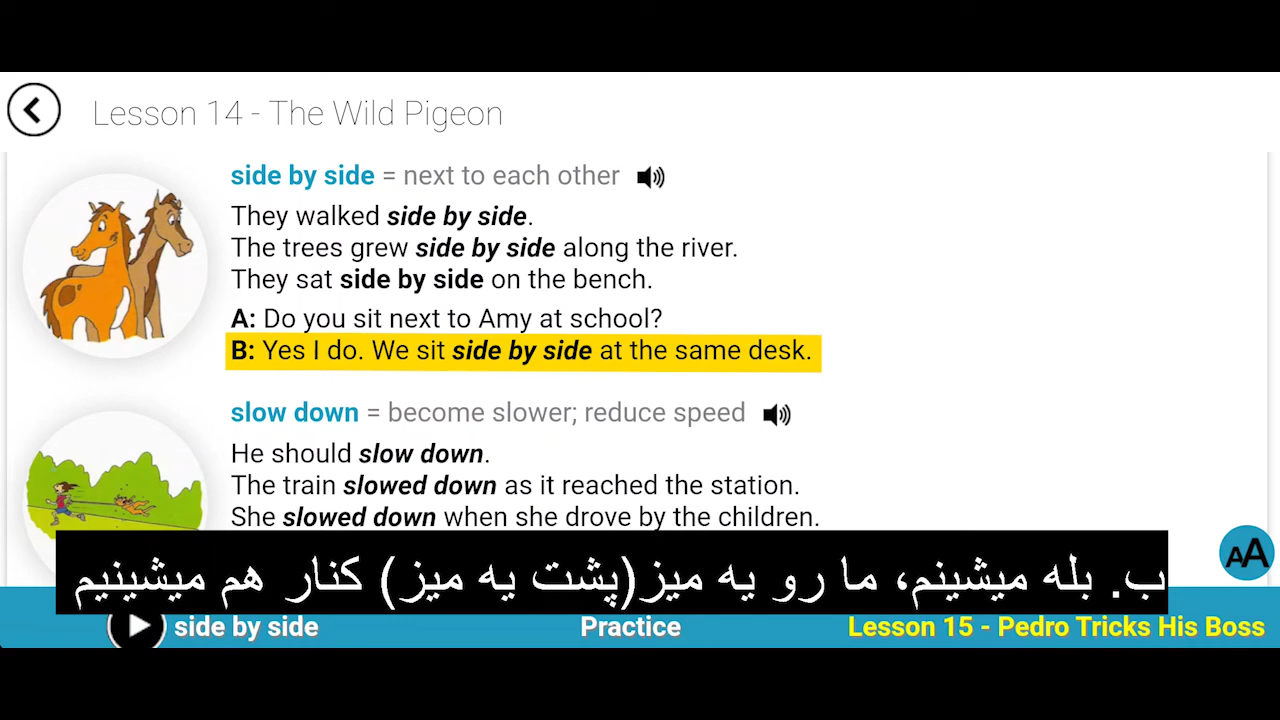 Lesson 14 - The Wild Pigeon
side by side = next to each other
They walked side by side.
The trees grew side by side along the river.
They sat side by side on the bench.
A: Do you sit next to Amy at school?
B: Yes I do. We sit side by side at the same desk.
slow down = become slower; reduce speed
He should slow down.
The train slowed down as it reached the station.
She slowed down when she drove by the children.
ب. بله میشینم، ما رو یه میز(پشت یه میز) کنار هم میشینیم
AA
side by side
Practice
Lesson 15 - Pedro Tricks His Boss